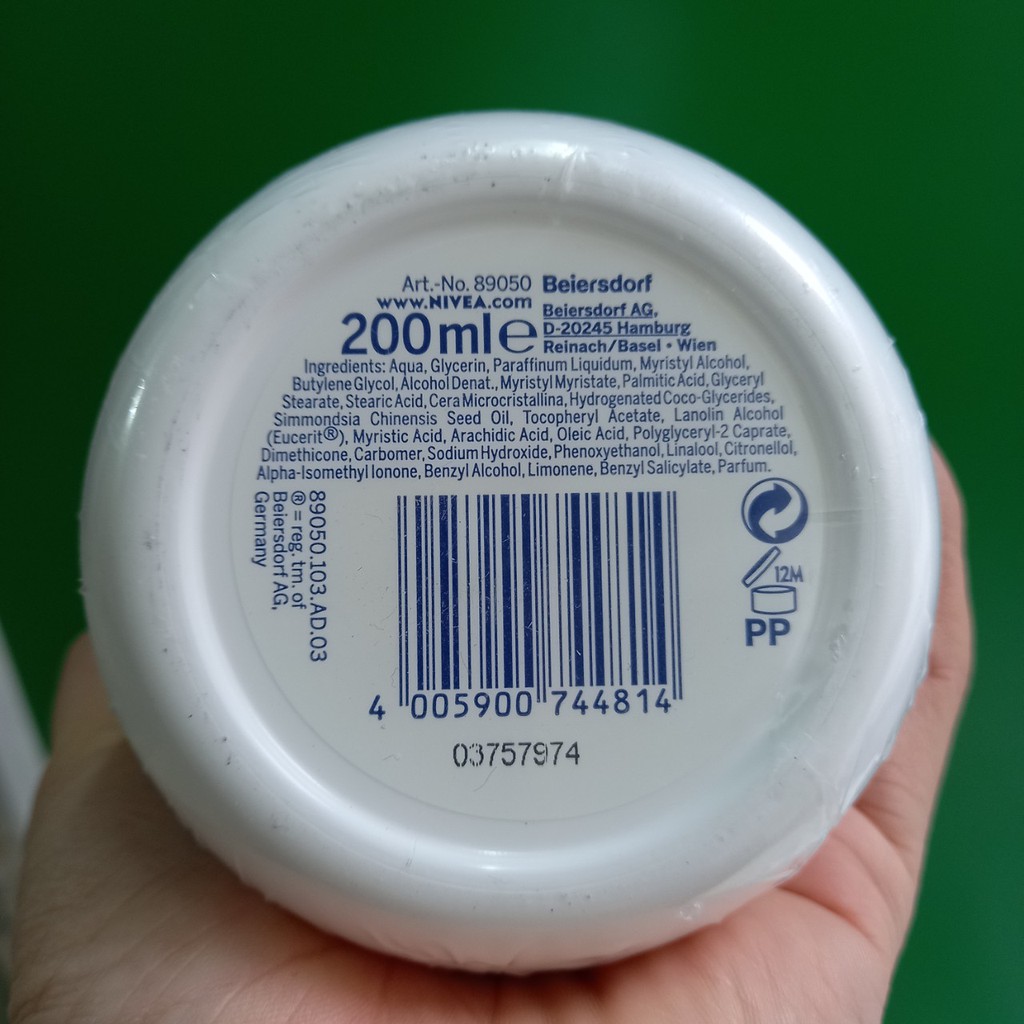 Art.-No. 89050
www.NIVEA.com
200ml℮
Beiersdorf
Beiersdorf AG,
D-20245 Hamburg
Reinach/Basel • Wien
Ingredients: Aqua, Glycerin, Paraffinum Liquidum, Myristyl Alcohol,
Butylene Glycol, Alcohol Denat., Myristyl Myristate, Palmitic Acid, Glyceryl
Stearate, Stearic Acid, Cera Microcristallina, Hydrogenated Coco-Glycerides,
Simmondsia Chinensis Seed Oil, Tocopheryl Acetate, Lanolin Alcohol
(Eucerit®), Myristic Acid, Arachidic Acid, Oleic Acid, Polyglyceryl-2 Caprate,
Dimethicone, Carbomer, Sodium Hydroxide, Phenoxyethanol, Linalool, Citronellol,
Alpha-Isomethyl Ionone, Benzyl Alcohol, Limonene, Benzyl Salicylate, Parfum.
89050.103.AD.03
® = reg. tm. of
Beiersdorf AG,
Germany
12M
PP
4 005900 744814
03757974